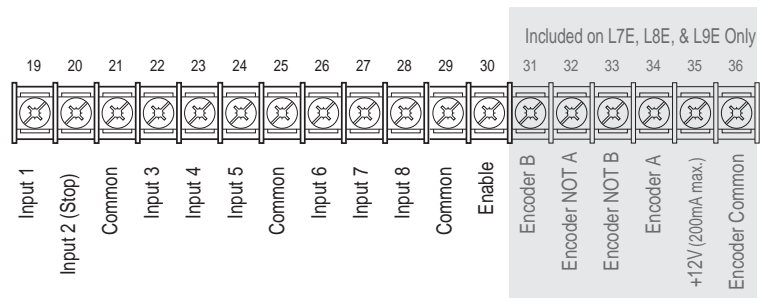 Included on L7E, L8E, & L9E Only
19 20 21 22 23 24 25 26 27 28 29 30 31 32 33 34 35 36
Input 1
Input 2 (Stop)
Common
Input 3
Input 4
Input 5
Common
Input 6
Input 7
Input 8
Common
Enable
Encoder B
Encoder NOT A
Encoder NOT B
Encoder A
+12V (200mA max.)
Encoder Common